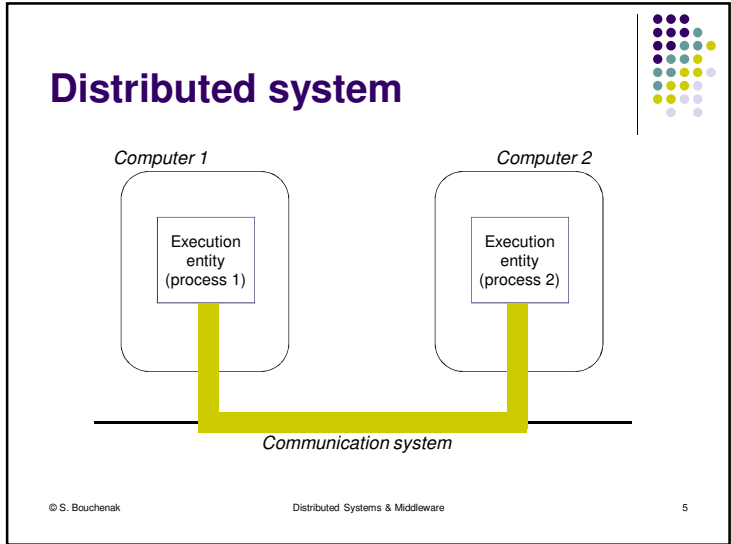 Distributed system
Computer 1
Computer 2
Execution
entity
(process 1)
Execution
entity
(process 2)
Communication system
© S. Bouchenak
Distributed Systems & Middleware
5